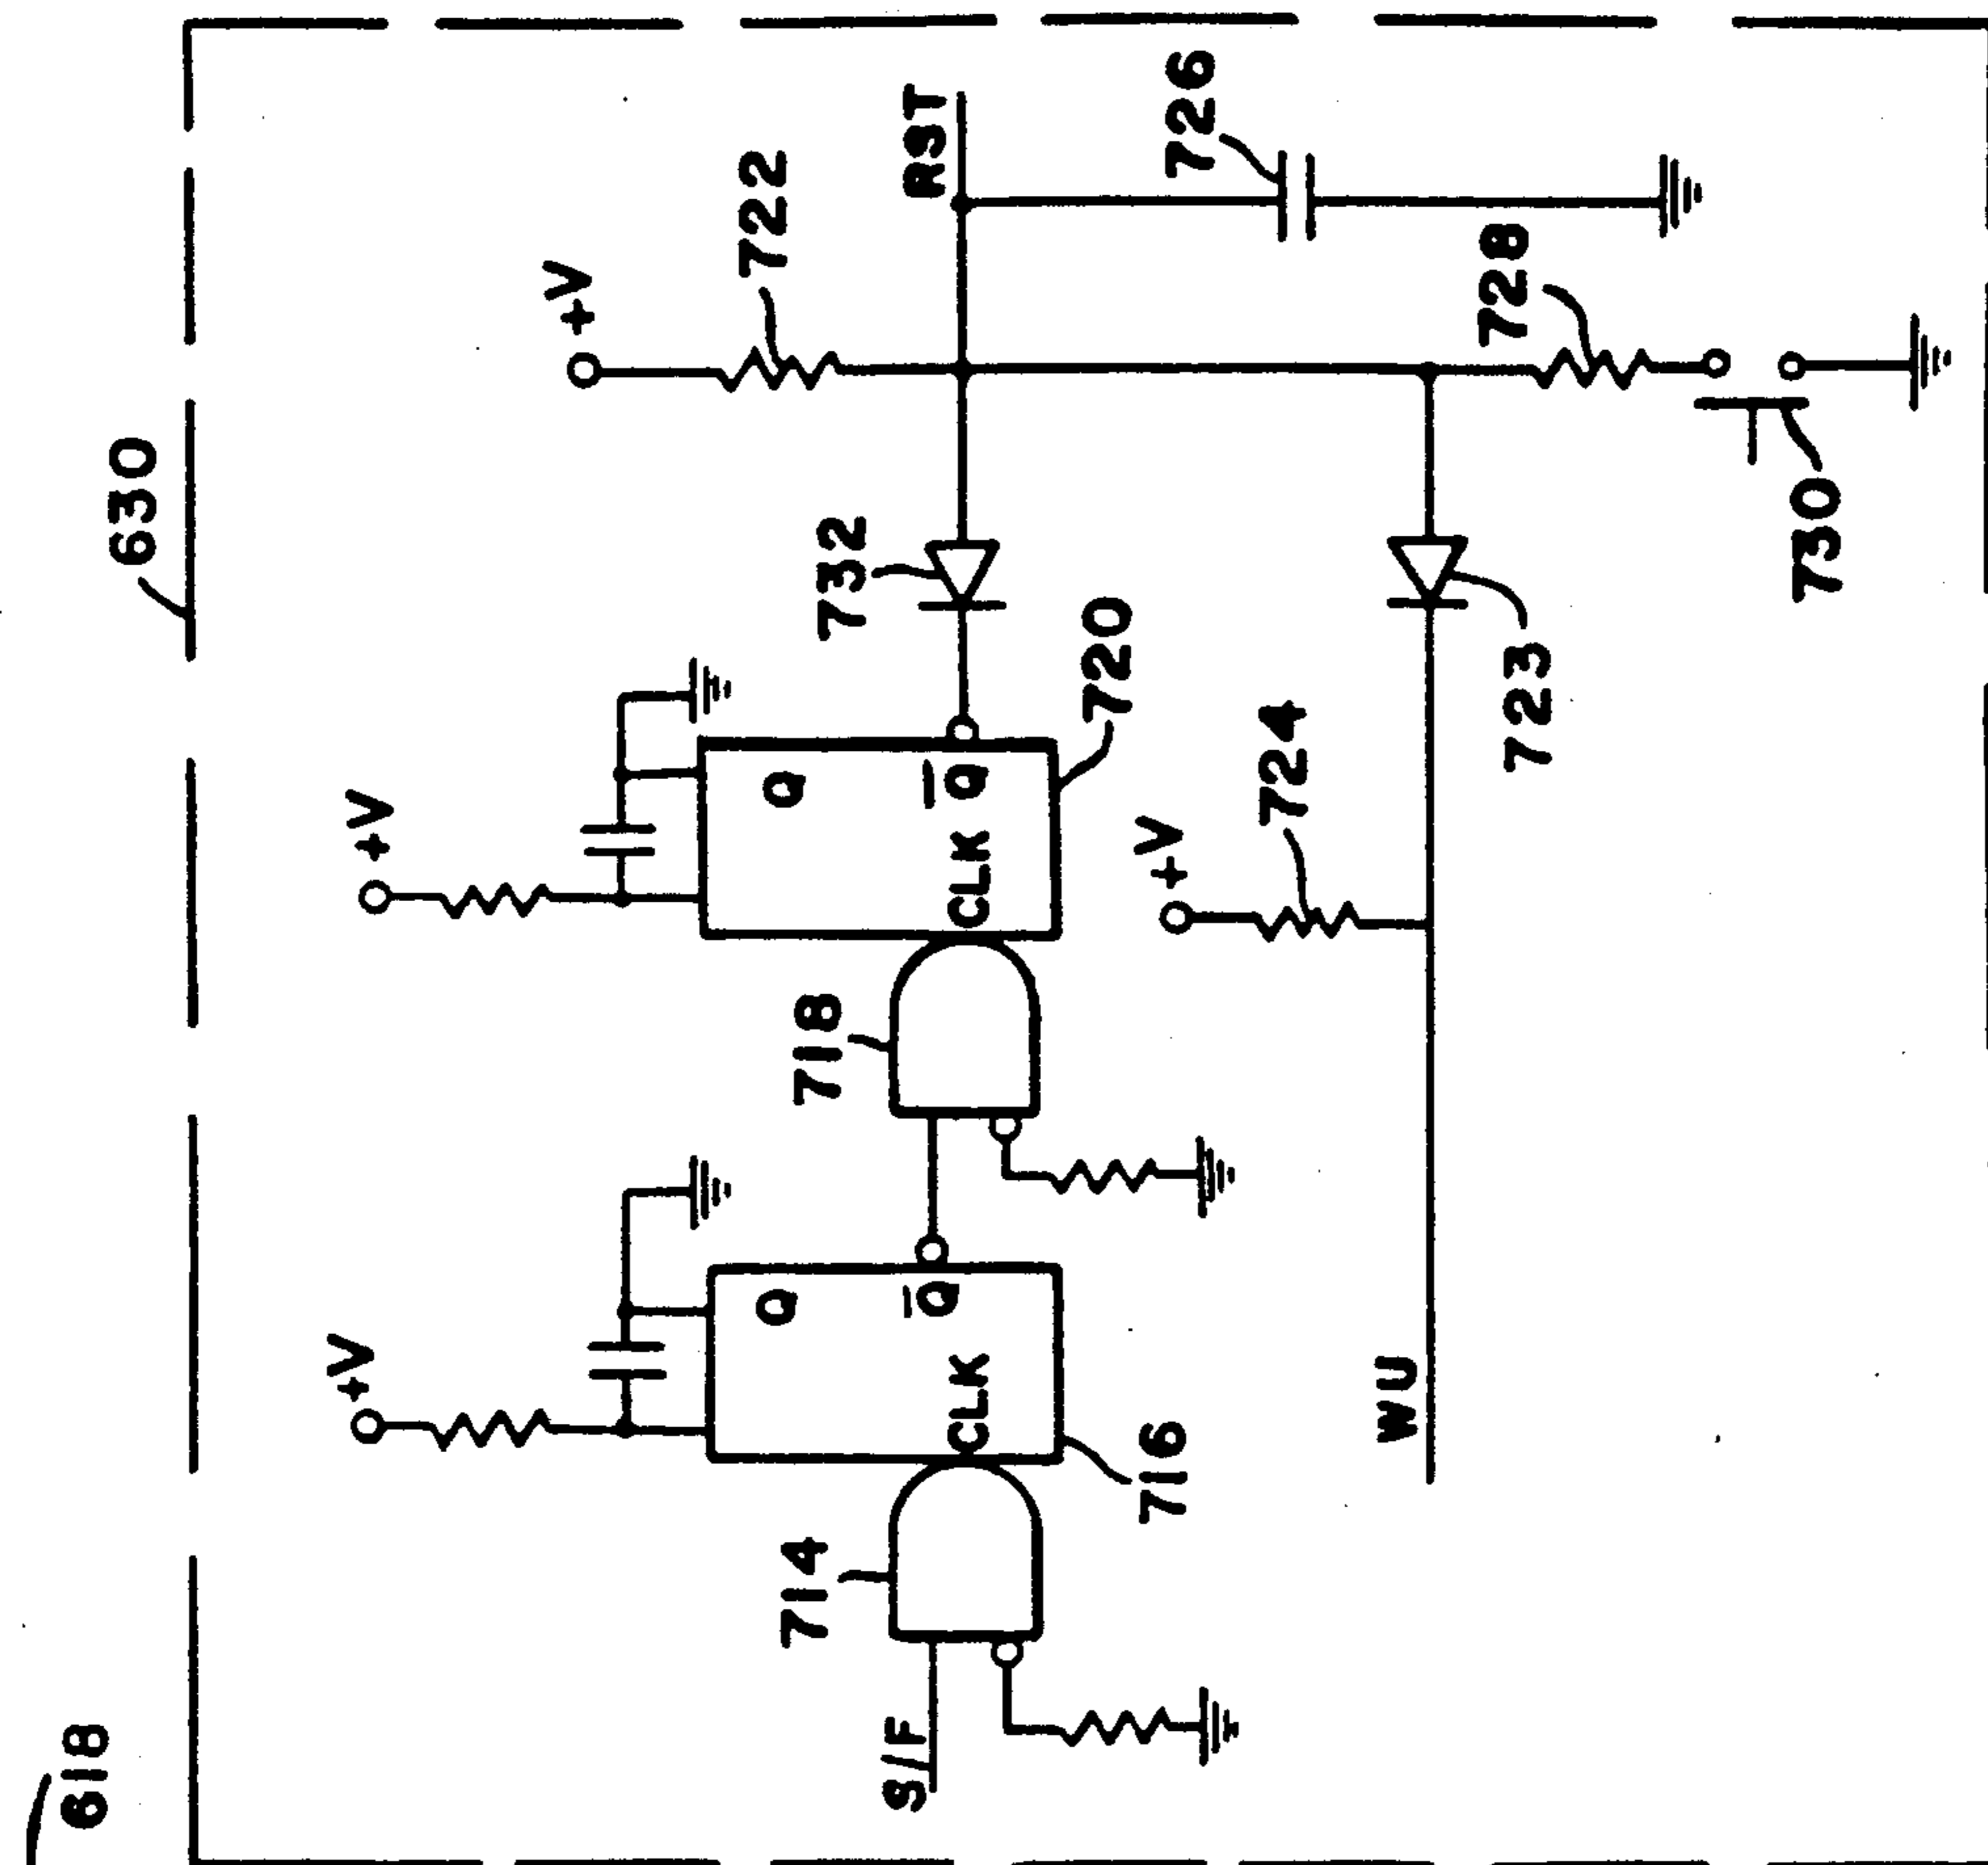 618
630
S/F
714
CLK
Q
Q̅
716
+V
718
CLK
Q
Q̅
720
+V
732
+V
722
RST
726
WU
+V
724
723
728
730